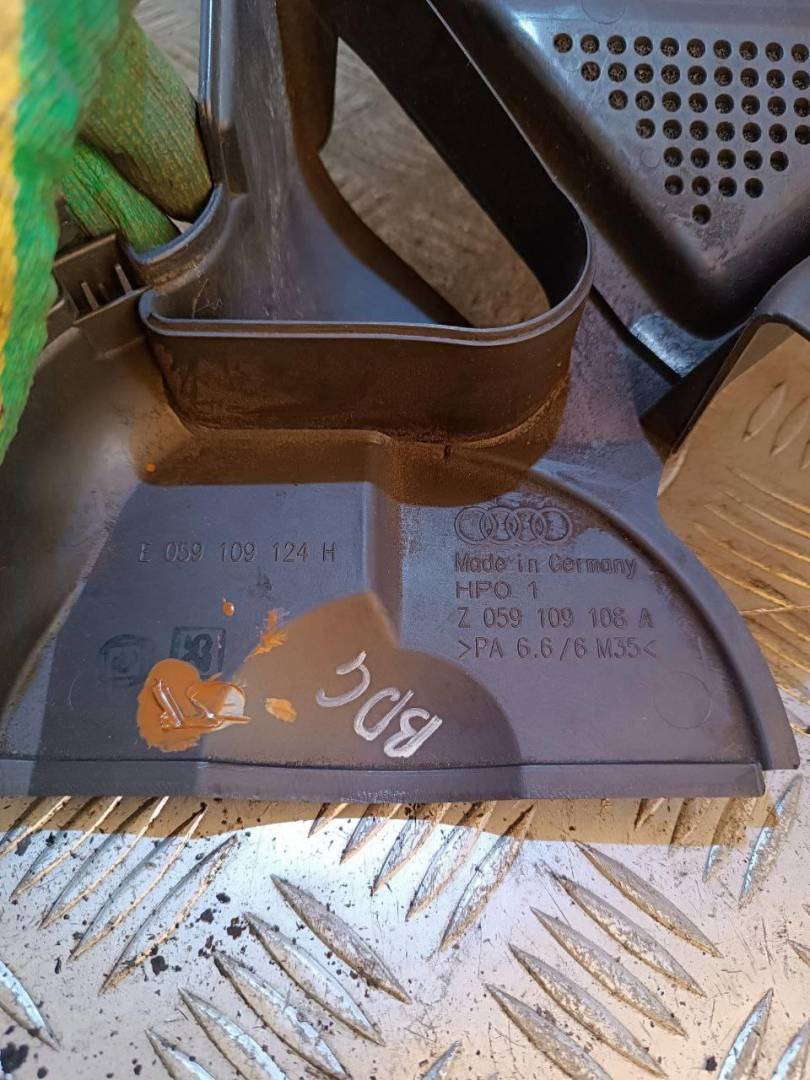 E 059 109 124 H
Made in Germany
HPO 1
Z 059 109 108 A
>PA 6.6/6 M35<
BDG